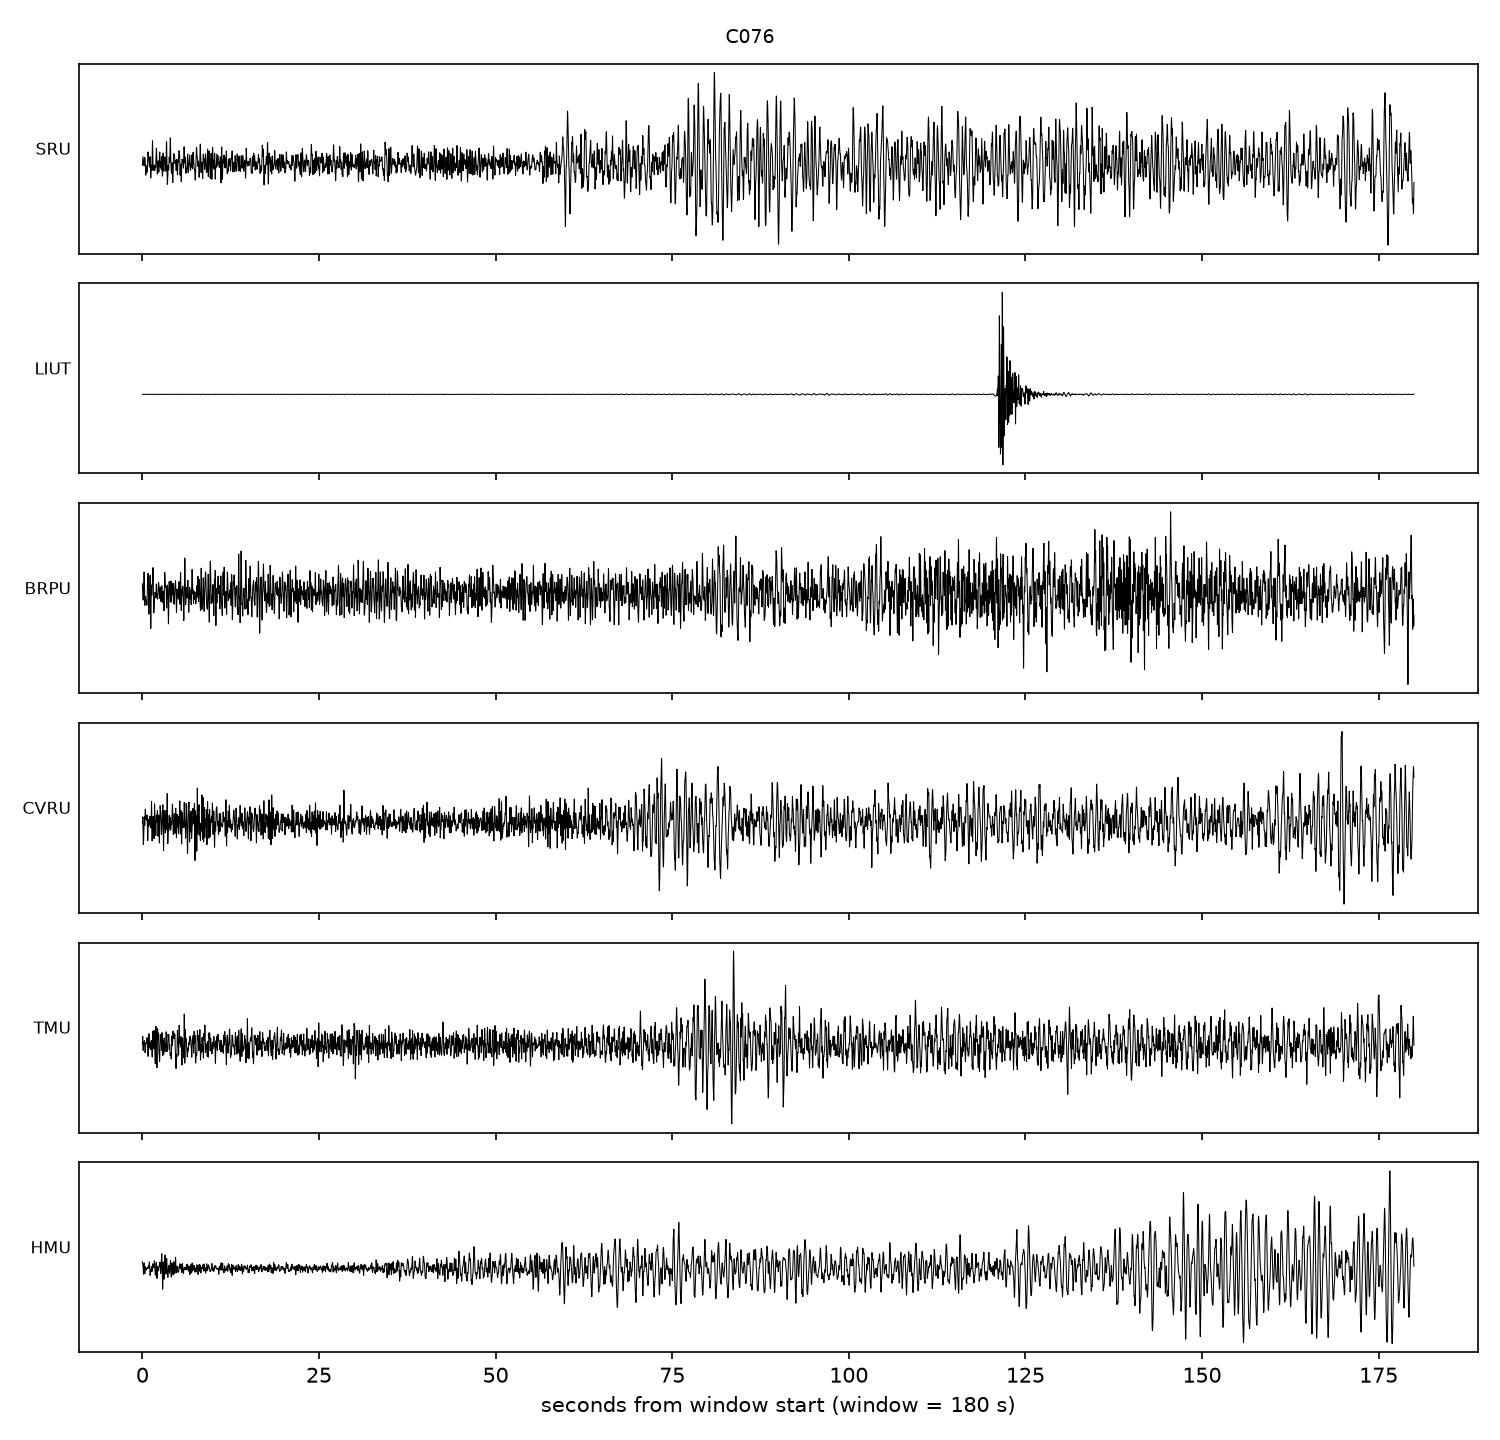 C076
SRU
LIUT
BRPU
CVRU
TMU
HMU
0 25 50 75 100 125 150 175
seconds from window start (window = 180 s)